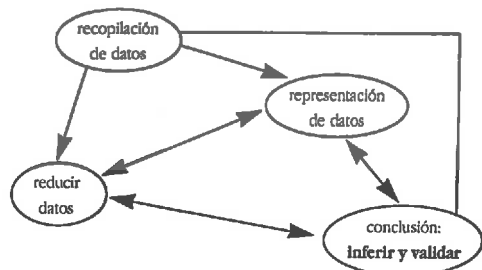 recopilación
de datos
representación
de datos
reducir
datos
conclusión:
inferir y validar